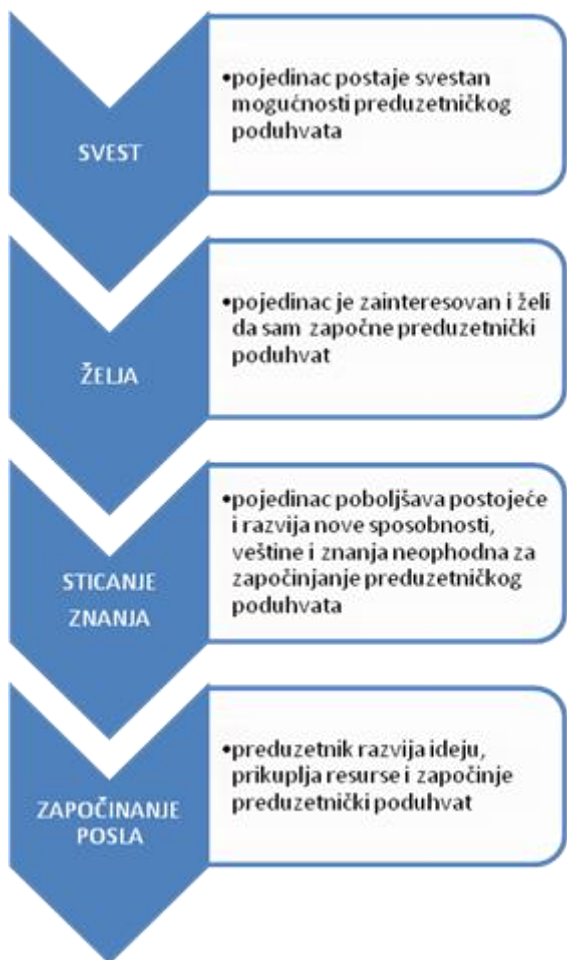 SVEST
•pojedinac postaje svestan
mogućnosti preduzetničkog
poduhvata
ŽELJA
•pojedinac je zainteresovan i želi
da sam započne preduzetnički
poduhvat
STICANJE
ZNANJA
•pojedinac poboljšava postojeće
i razvija nove sposobnosti,
veštine i znanja neophodna za
započinjanje preduzetničkog
poduhvata
ZAPOČINANJE
POSLA
•preduzetnik razvija ideju,
prikuplja resurse i započinje
preduzetnički poduhvat